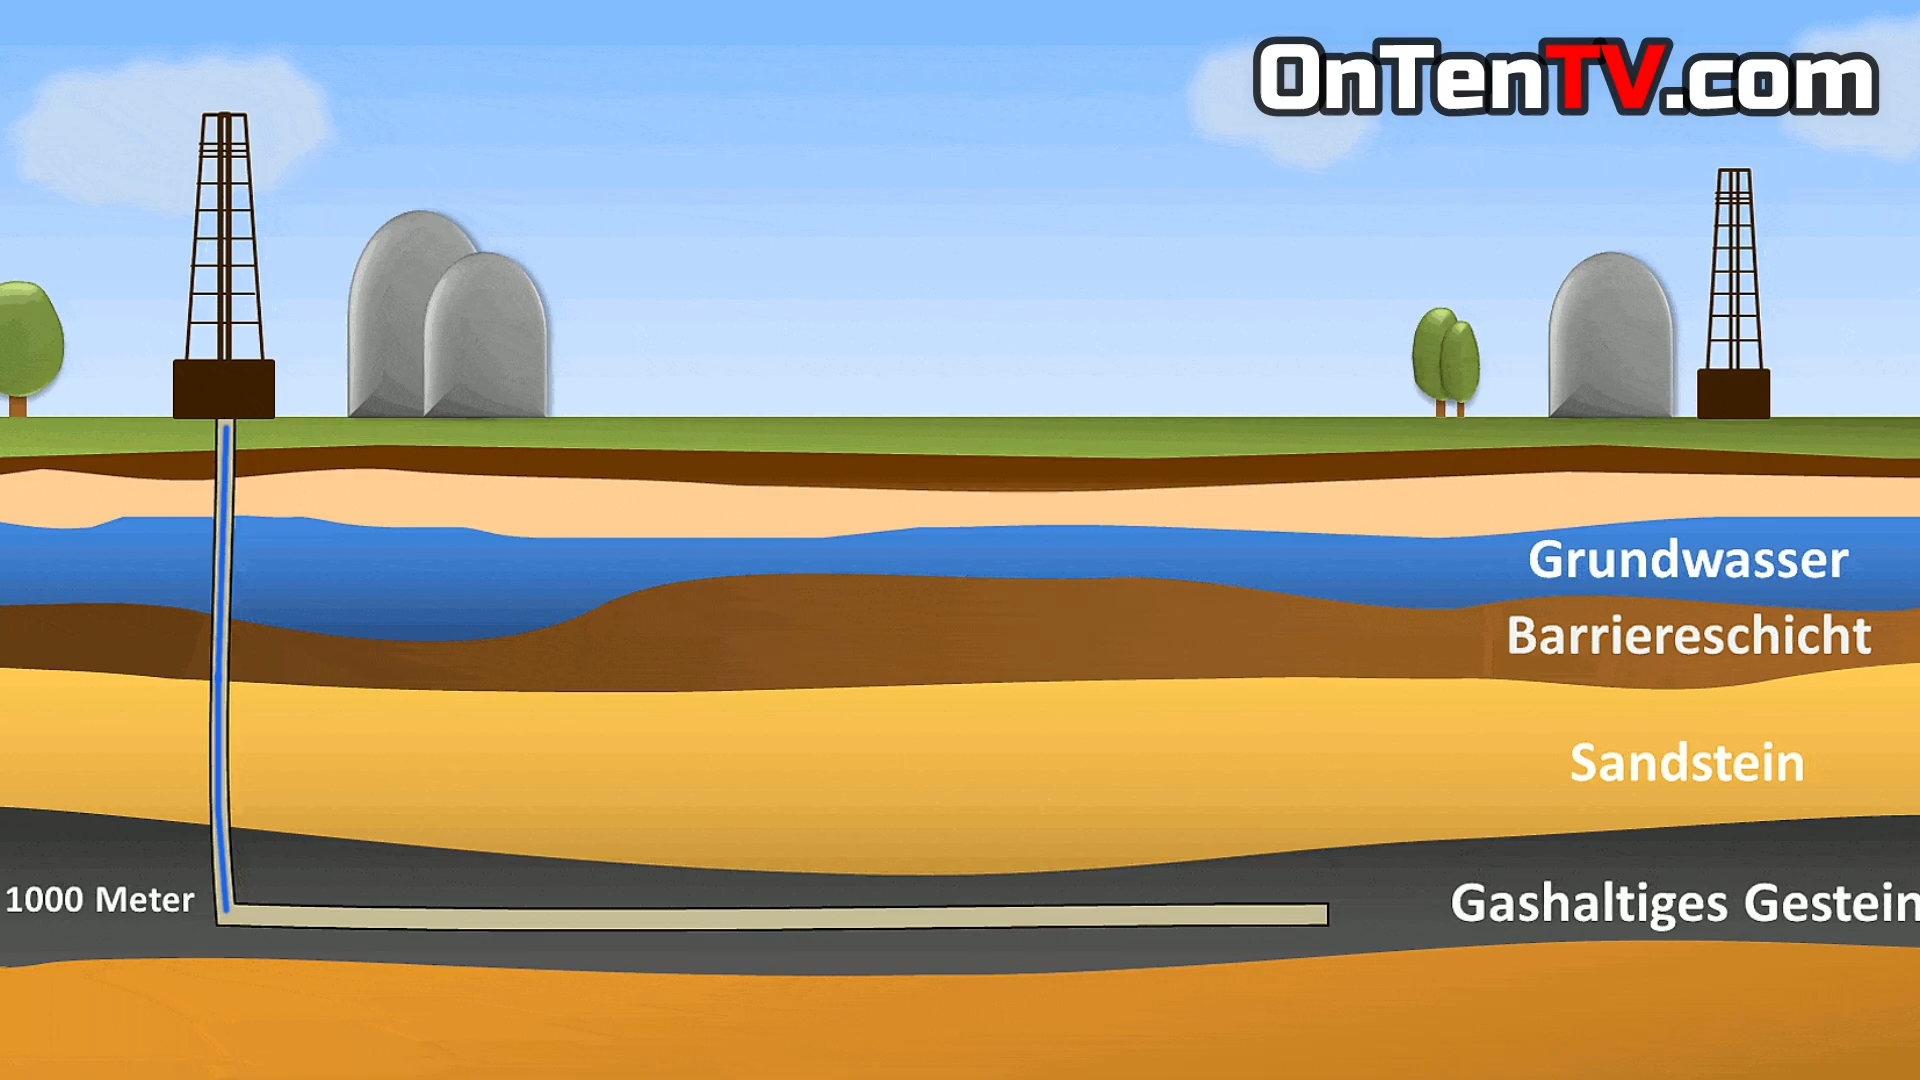 OnTenTV.com
Grundwasser
Barriereschicht
Sandstein
1000 Meter
Gashaltiges Gestein